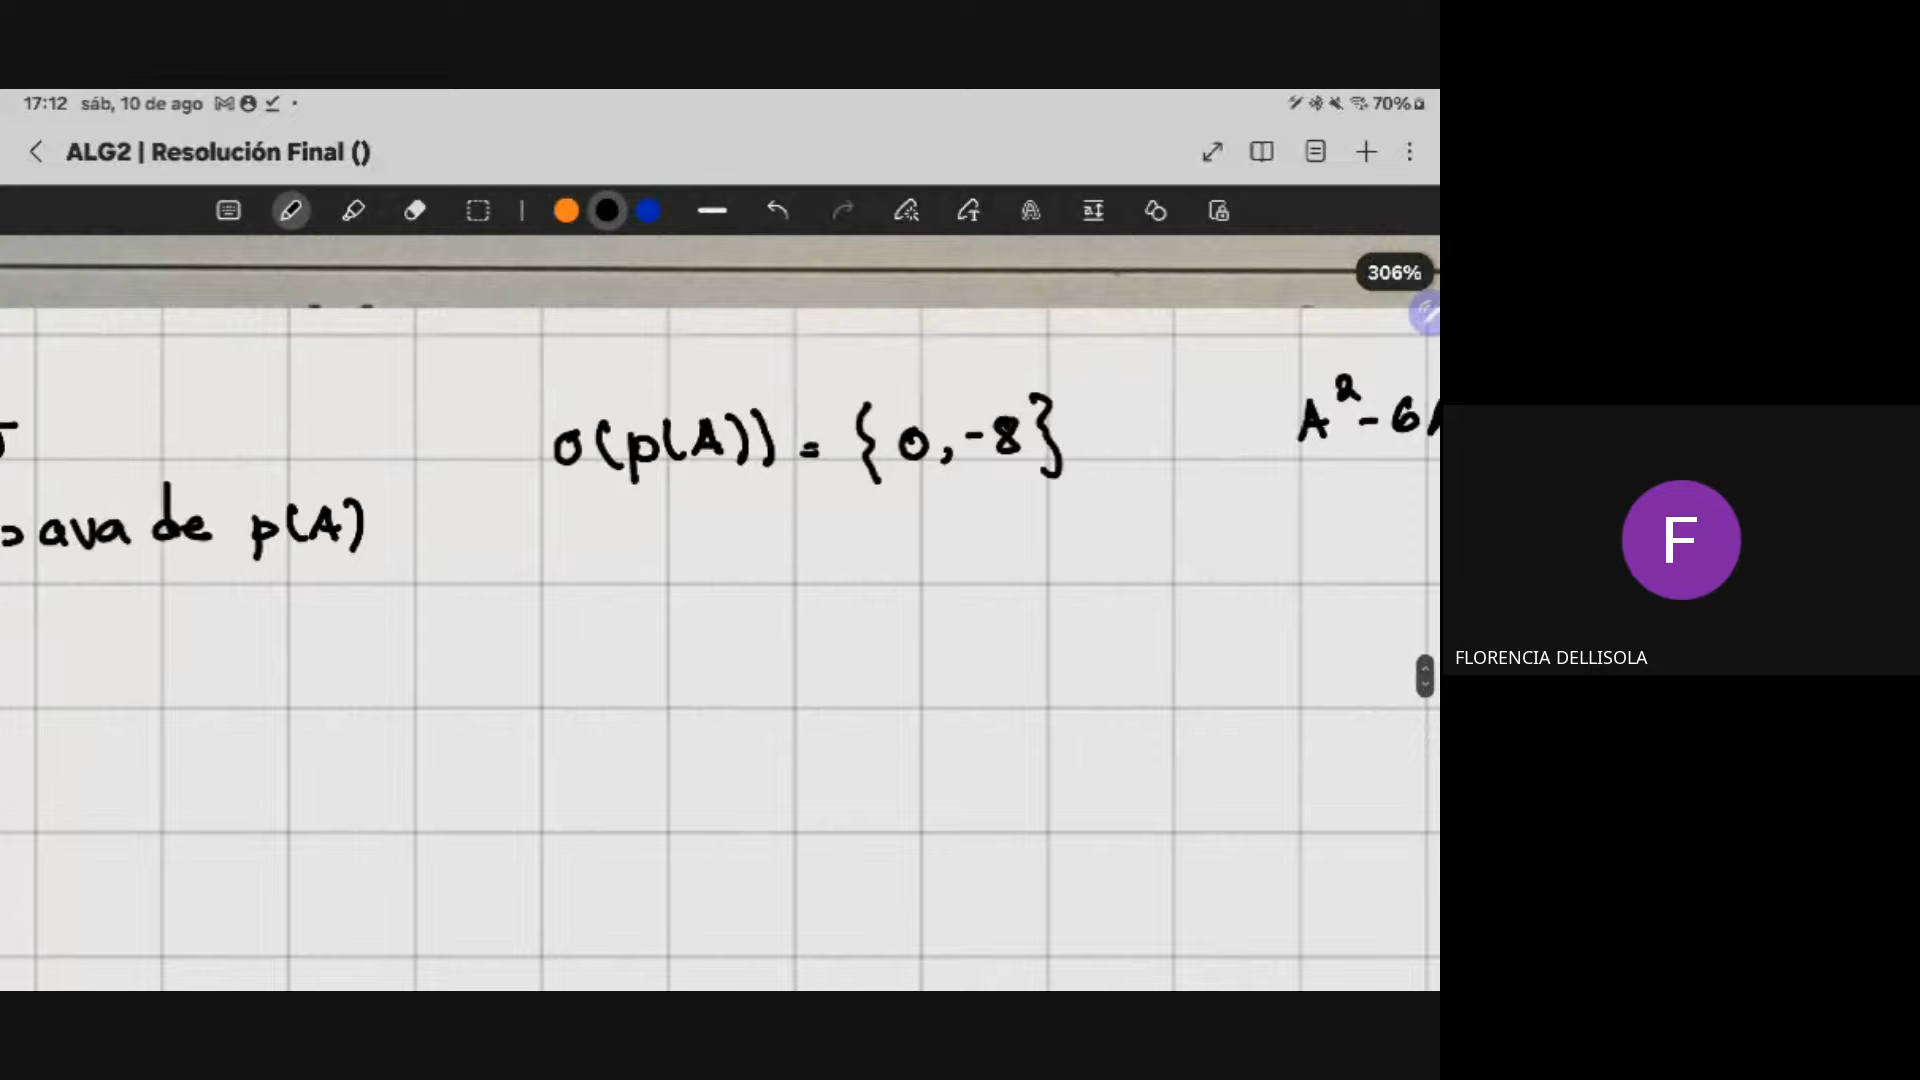 17:12 sáb, 10 de ago
70%
ALG2 | Resolución Final ()
306%
σ(p(A)) = {0, -8}
A² - 6
ava de p(A)
F
FLORENCIA DELLISOLA